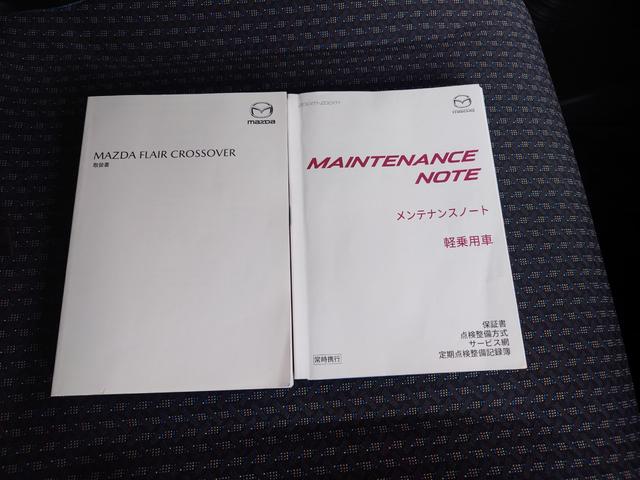 mazda
MAZDA FLAIR CROSSOVER
取扱書
zoom-zoom
mazda
MAINTENANCE
NOTE
メンテナンスノート
軽乗用車
保証書
点検整備方式
サービス網
定期点検整備記録簿
常時携行